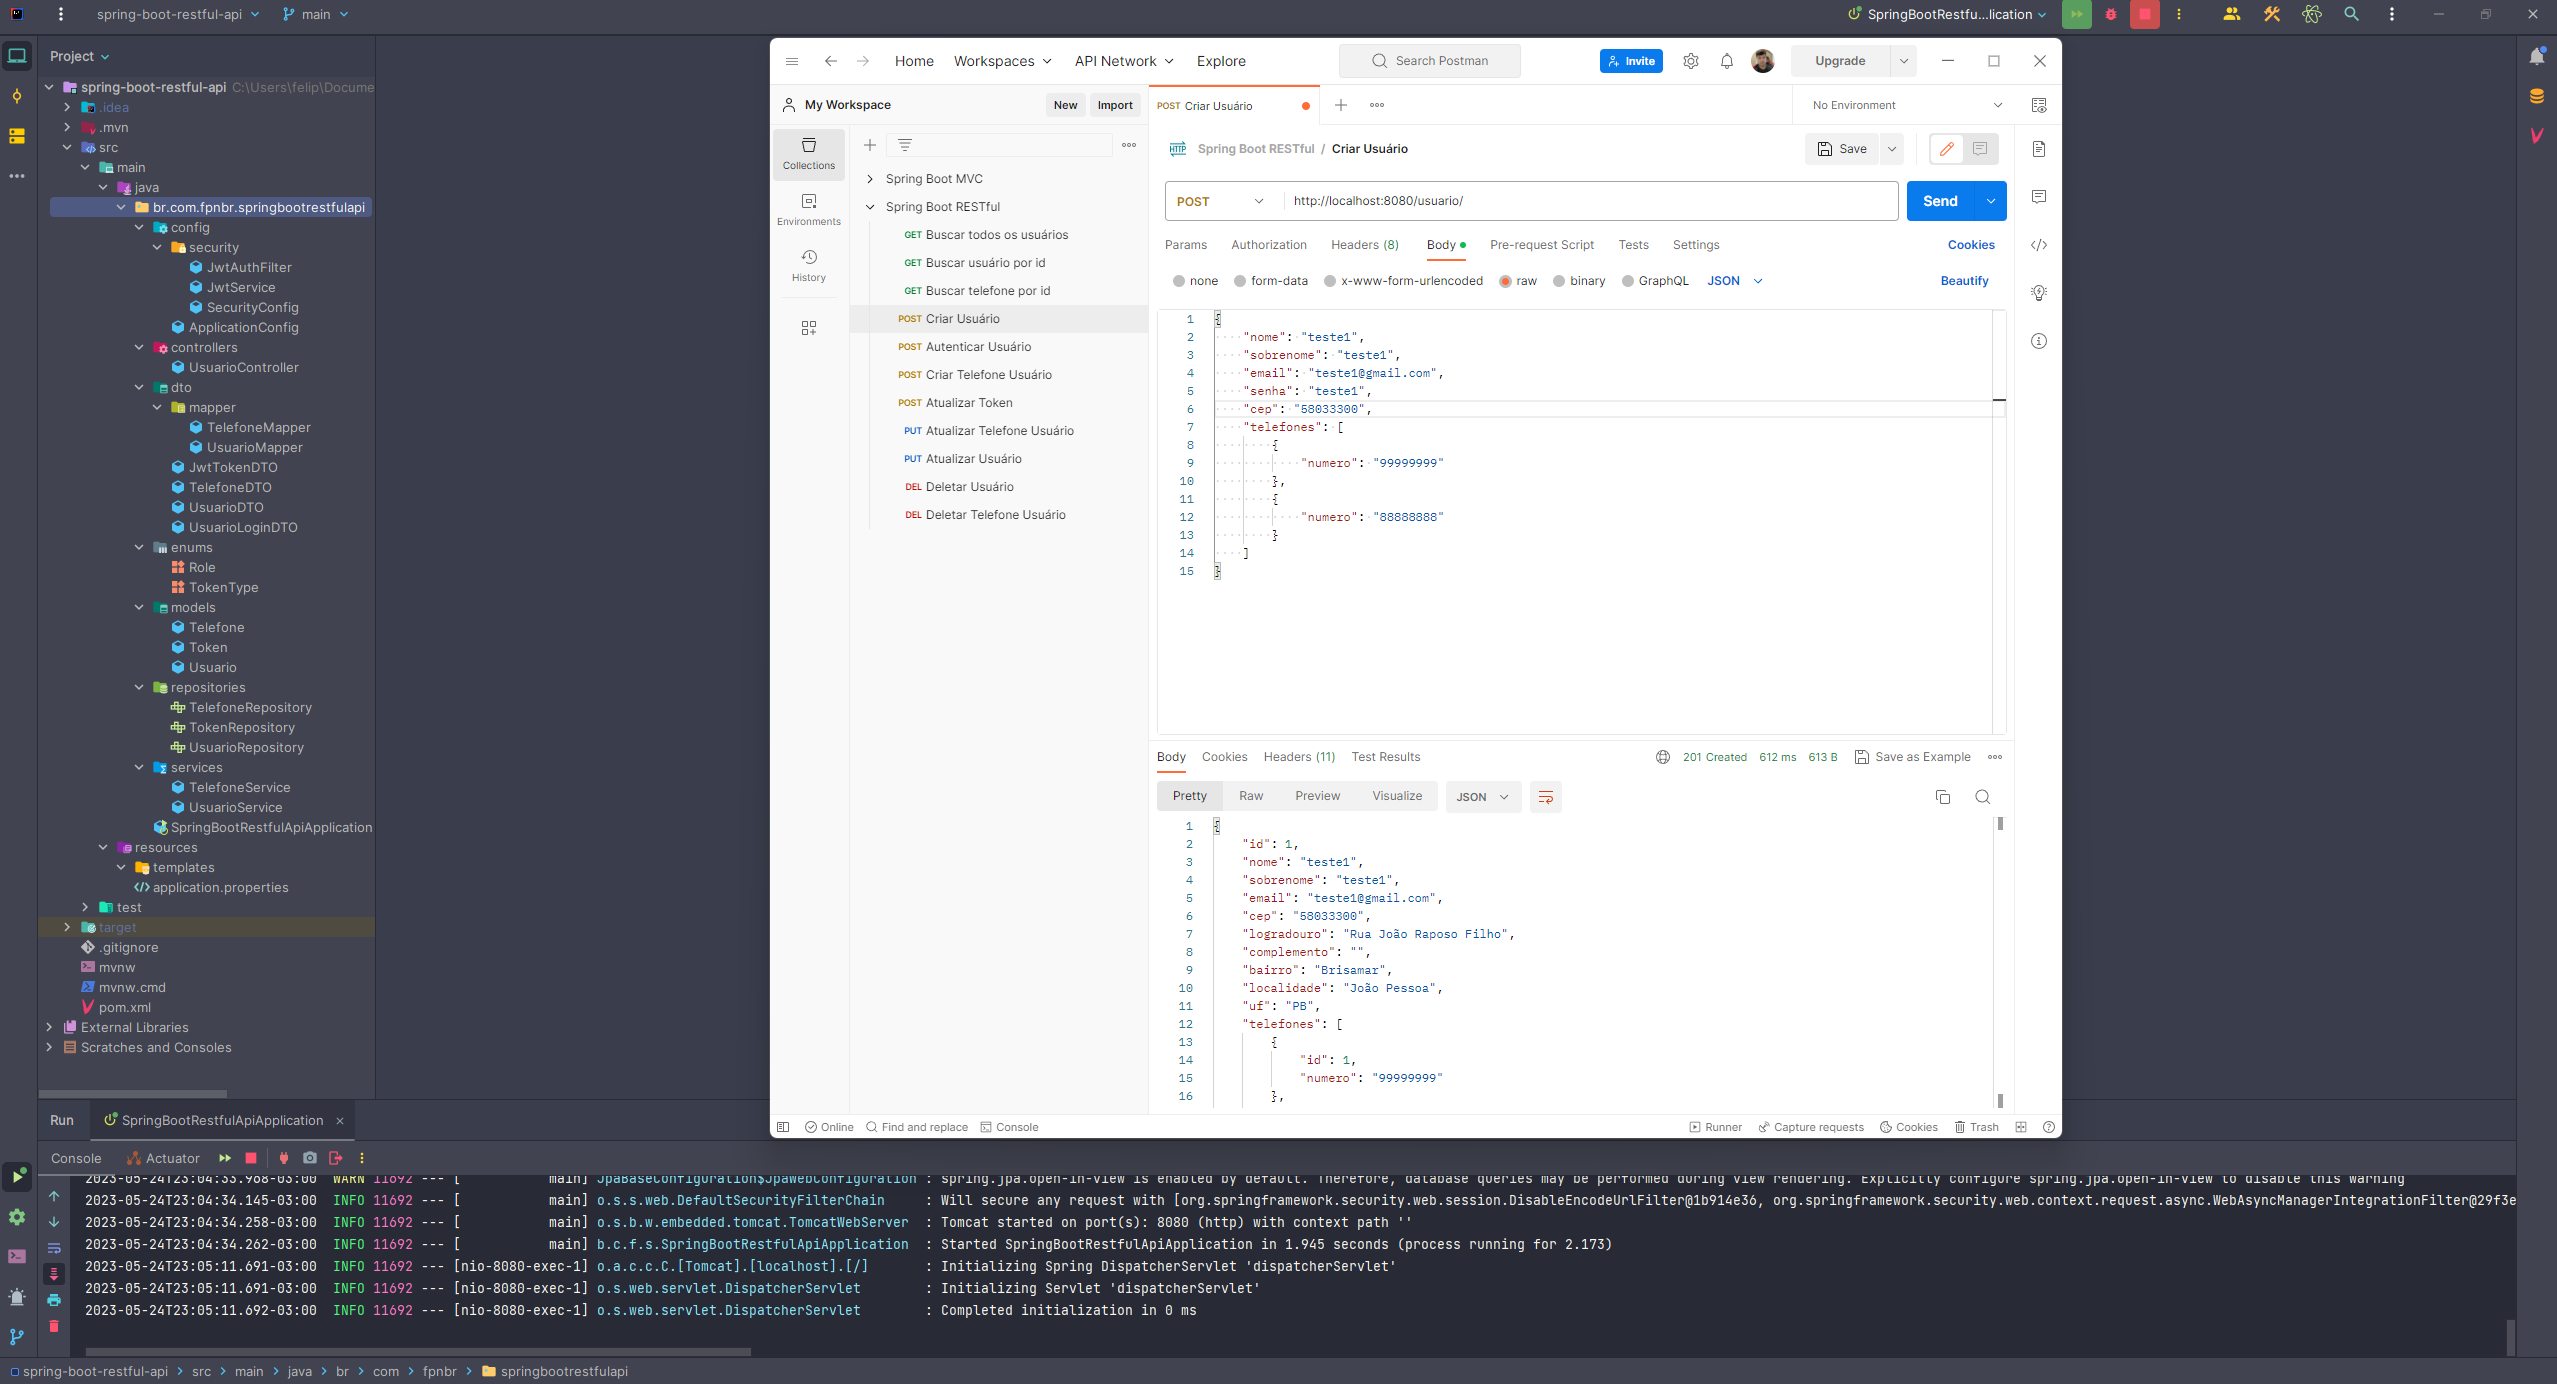 spring-boot-restful-api
main
SpringBootRestfu...lication
Project
spring-boot-restful-api C:\Users\felip\Docume
.idea
.mvn
src
main
java
br.com.fpnbr.springbootrestfulapi
config
security
JwtAuthFilter
JwtService
SecurityConfig
ApplicationConfig
controllers
UsuarioController
dto
mapper
TelefoneMapper
UsuarioMapper
JwtTokenDTO
TelefoneDTO
UsuarioDTO
UsuarioLoginDTO
enums
Role
TokenType
models
Telefone
Token
Usuario
repositories
TelefoneRepository
TokenRepository
UsuarioRepository
services
TelefoneService
UsuarioService
SpringBootRestfulApiApplication
resources
templates
application.properties
test
target
.gitignore
mvnw
mvnw.cmd
pom.xml
External Libraries
Scratches and Consoles
Home Workspaces API Network Explore
Search Postman
Invite
Upgrade
My Workspace
New Import
POST Criar Usuário
No Environment
Collections
Environments
History
Spring Boot MVC
Spring Boot RESTful
GET Buscar todos os usuários
GET Buscar usuário por id
GET Buscar telefone por id
POST Criar Usuário
POST Autenticar Usuário
POST Criar Telefone Usuário
POST Atualizar Token
PUT Atualizar Telefone Usuário
PUT Atualizar Usuário
DEL Deletar Usuário
DEL Deletar Telefone Usuário
HTTP Spring Boot RESTful / Criar Usuário
Save
POST http://localhost:8080/usuario/
Send
Params Authorization Headers (8) Body Pre-request Script Tests Settings
Cookies
none form-data x-www-form-urlencoded raw binary GraphQL JSON
Beautify
1 {
2 "nome": "teste1",
3 "sobrenome": "teste1",
4 "email": "teste1@gmail.com",
5 "senha": "teste1",
6 "cep": "58033300",
7 "telefones": [
8 {
9 "numero": "99999999"
10 },
11 {
12 "numero": "88888888"
13 }
14 ]
15 }
Body Cookies Headers (11) Test Results
201 Created 612 ms 613 B Save as Example
Pretty Raw Preview Visualize JSON
1 {
2 "id": 1,
3 "nome": "teste1",
4 "sobrenome": "teste1",
5 "email": "teste1@gmail.com",
6 "cep": "58033300",
7 "logradouro": "Rua João Raposo Filho",
8 "complemento": "",
9 "bairro": "Brisamar",
10 "localidade": "João Pessoa",
11 "uf": "PB",
12 "telefones": [
13 {
14 "id": 1,
15 "numero": "99999999"
16 },
Online Find and replace Console
Runner Capture requests Cookies Trash
Run SpringBootRestfulApiApplication
Console Actuator
2023-05-24T23:04:33.968-03:00 WARN 11692 --- [ main] JpaBaseConfiguration$JpaWebConfiguration : spring.jpa.open-in-view is enabled by default. Therefore, database queries may be performed during view rendering. Explicitly configure spring.jpa.open-in-view to disable this warning
2023-05-24T23:04:34.145-03:00 INFO 11692 --- [ main] o.s.s.web.DefaultSecurityFilterChain : Will secure any request with [org.springframework.security.web.session.DisableEncodeUrlFilter@1b914e36, org.springframework.security.web.context.request.async.WebAsyncManagerIntegrationFilter@29f3e
2023-05-24T23:04:34.258-03:00 INFO 11692 --- [ main] o.s.b.w.embedded.tomcat.TomcatWebServer : Tomcat started on port(s): 8080 (http) with context path ''
2023-05-24T23:04:34.262-03:00 INFO 11692 --- [ main] b.c.f.s.SpringBootRestfulApiApplication : Started SpringBootRestfulApiApplication in 1.945 seconds (process running for 2.173)
2023-05-24T23:05:11.691-03:00 INFO 11692 --- [nio-8080-exec-1] o.a.c.c.C.[Tomcat].[localhost].[/] : Initializing Spring DispatcherServlet 'dispatcherServlet'
2023-05-24T23:05:11.691-03:00 INFO 11692 --- [nio-8080-exec-1] o.s.web.servlet.DispatcherServlet : Initializing Servlet 'dispatcherServlet'
2023-05-24T23:05:11.692-03:00 INFO 11692 --- [nio-8080-exec-1] o.s.web.servlet.DispatcherServlet : Completed initialization in 0 ms
spring-boot-restful-api > src > main > java > br > com > fpnbr > springbootrestfulapi